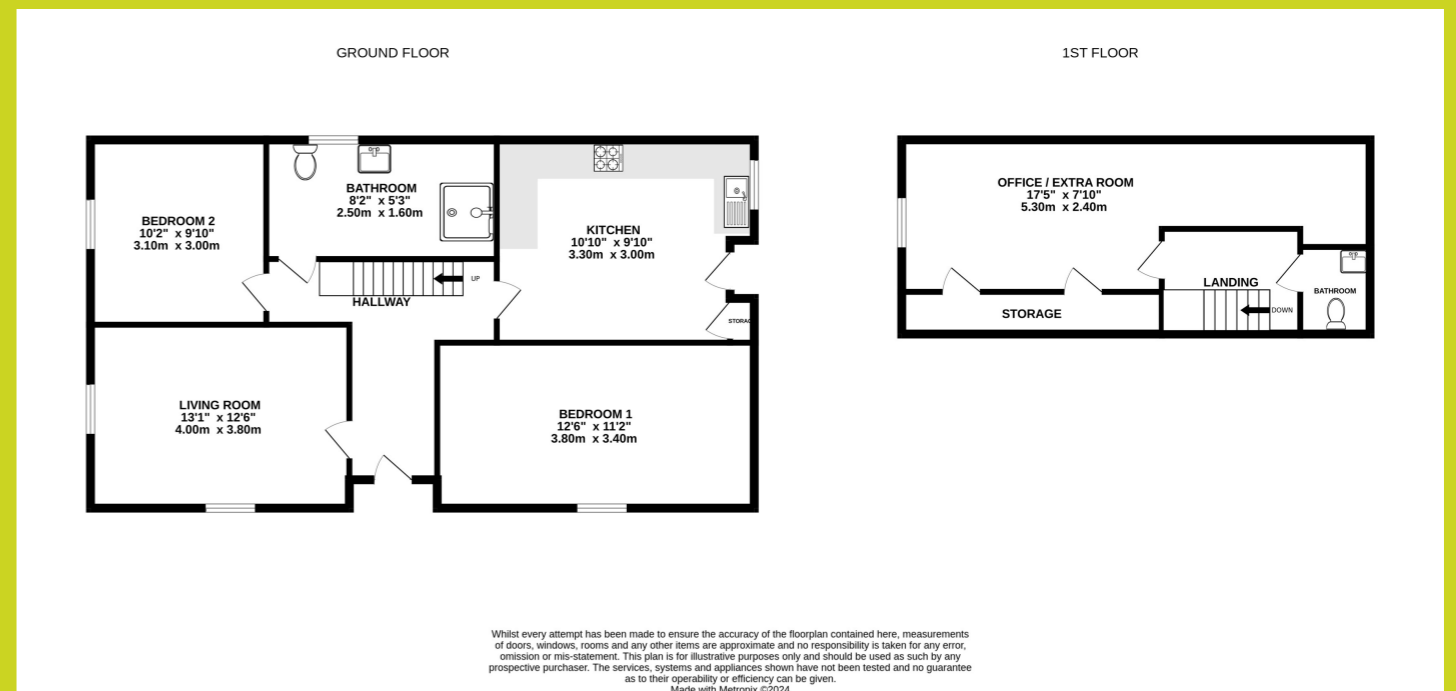 GROUND FLOOR
1ST FLOOR
BATHROOM
8'2" x 5'3"
2.50m x 1.60m
BEDROOM 2
10'2" x 9'10"
3.10m x 3.00m
KITCHEN
10'10" x 9'10"
3.30m x 3.00m
UP
HALLWAY
STORAG
LIVING ROOM
13'1" x 12'6"
4.00m x 3.80m
BEDROOM 1
12'6" x 11'2"
3.80m x 3.40m
OFFICE / EXTRA ROOM
17'5" x 7'10"
5.30m x 2.40m
LANDING
BATHROOM
STORAGE
DOWN
Whilst every attempt has been made to ensure the accuracy of the floorplan contained here, measurements
of doors, windows, rooms and any other items are approximate and no responsibility is taken for any error,
omission or mis-statement. This plan is for illustrative purposes only and should be used as such by any
prospective purchaser. The services, systems and appliances shown have not been tested and no guarantee
as to their operability or efficiency can be given.
Made with Metropix ©2024